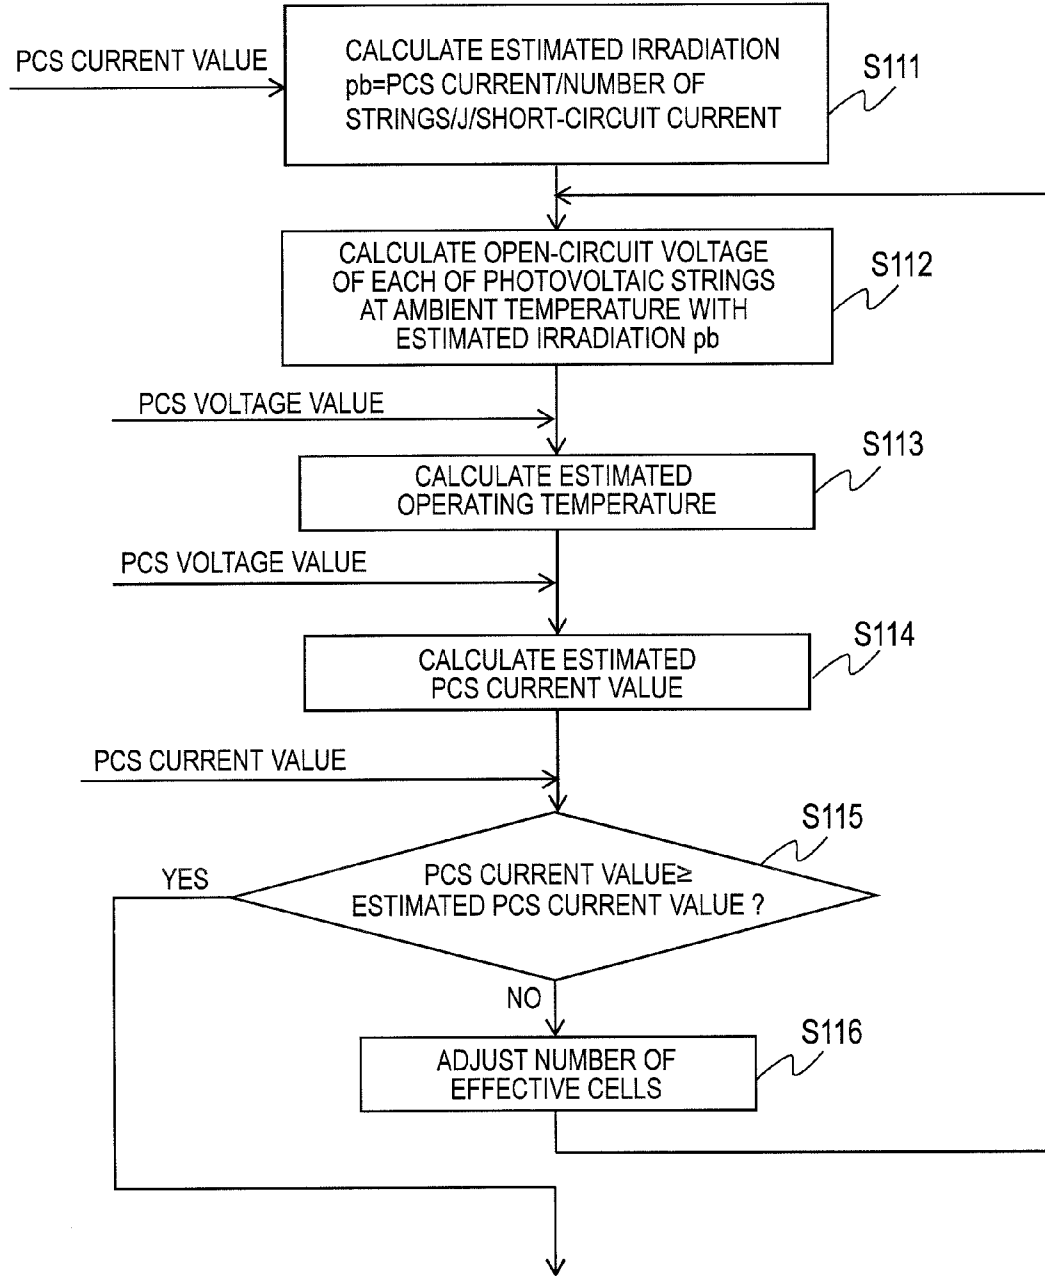 PCS CURRENT VALUE
CALCULATE ESTIMATED IRRADIATION
pb=PCS CURRENT/NUMBER OF
STRINGS/J/SHORT-CIRCUIT CURRENT
S111
CALCULATE OPEN-CIRCUIT VOLTAGE
OF EACH OF PHOTOVOLTAIC STRINGS
AT AMBIENT TEMPERATURE WITH
ESTIMATED IRRADIATION pb
S112
PCS VOLTAGE VALUE
CALCULATE ESTIMATED
OPERATING TEMPERATURE
S113
PCS VOLTAGE VALUE
CALCULATE ESTIMATED
PCS CURRENT VALUE
S114
PCS CURRENT VALUE
S115
PCS CURRENT VALUE≥
ESTIMATED PCS CURRENT VALUE ?
YES
NO
ADJUST NUMBER OF
EFFECTIVE CELLS
S116